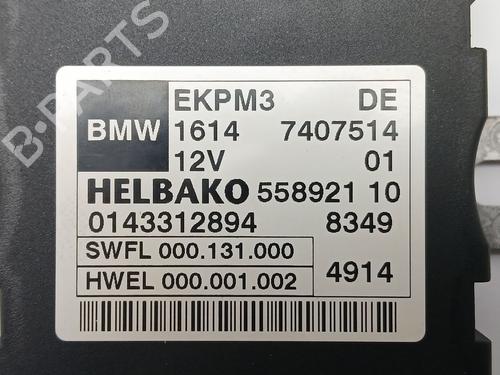 B-PARTS
EKPM3 DE
BMW 1614 7407514
12V 01
HELBAKO 558921 10
0143312894 8349
SWFL 000.131.000
HWEL 000.001.002 4914